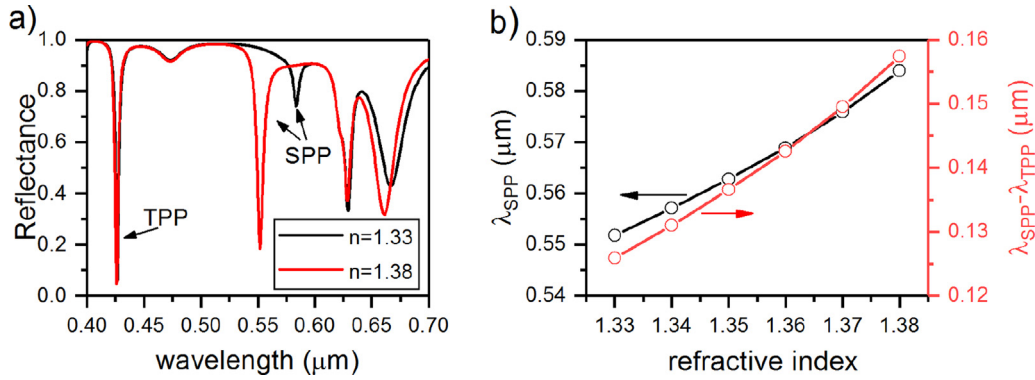 a)
Reflectance
1.0
0.8
0.6
0.4
0.2
0.0
TPP
SPP
n=1.33
n=1.38
0.40 0.45 0.50 0.55 0.60 0.65 0.70
wavelength (μm)
b)
λSPP (μm)
0.59
0.58
0.57
0.56
0.55
0.54
0.16
0.15
0.14
0.13
0.12
λSPP-λTPP (μm)
1.33 1.34 1.35 1.36 1.37 1.38
refractive index